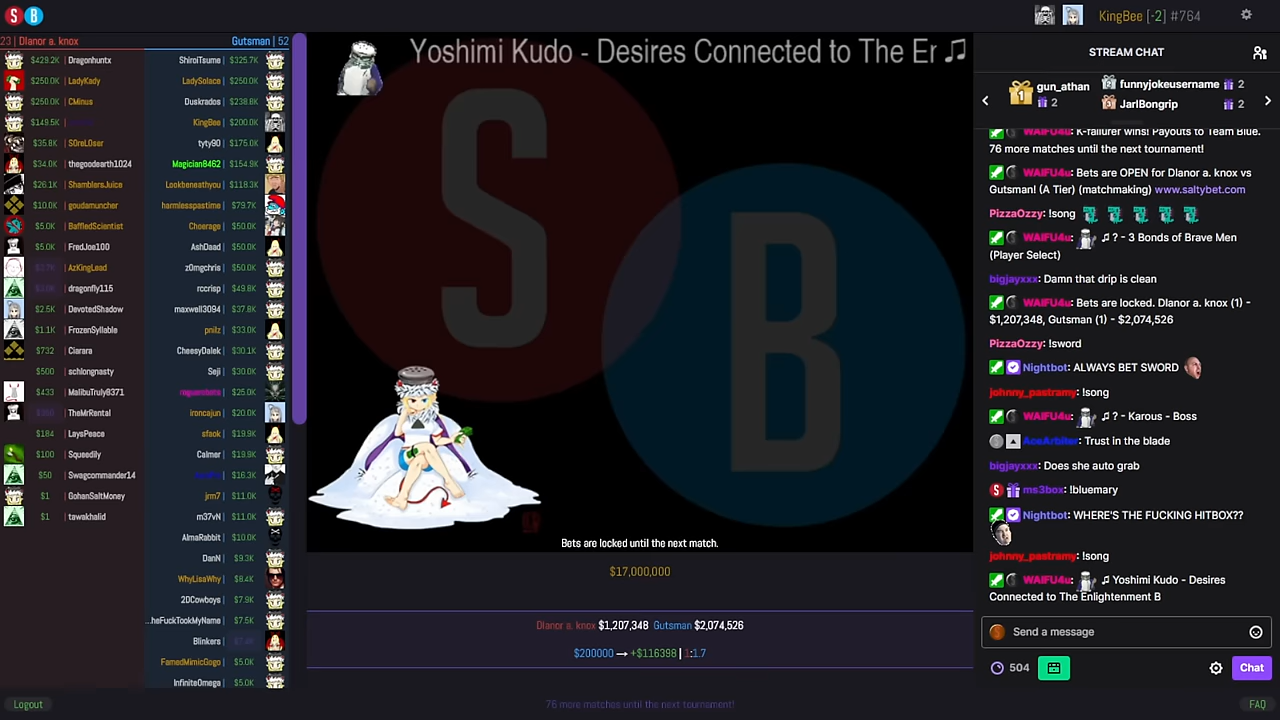 S B
KingBee [-2] #764
23 | Dlanor a. knox
Gutsman | 52
$428.2K | Dragonhuntx
$250.0K | LadyKady
$250.0K | CMinus
$149.5K |
$35.8K | S0reL0ser
$34.0K | thegoodearth1024
$26.1K | ShamblersJuice
$10.0K | goudamuncher
$5.0K | BaffledScientist
$5.0K | FredJoe100
| AzKingLead
| dragonfly115
$2.5K | DevotedShadow
$1.1K | FrozenSyllable
$732 | Ciarara
$500 | schlongnasty
$433 | MalibuTruly8371
| TheMrRental
$184 | LaysPeace
$100 | Squeedily
$50 | Swagcommander14
$1 | GohanSaltMoney
$1 | tawakhalid
ShiroiTsume | $325.7K
LadySolace | $250.0K
Duskrados | $238.8K
KingBee | $200.0K
tyty90 | $175.0K
Magician8462 | $154.9K
Lookbeneathyou | $118.3K
harmlesspastime | $79.7K
Choerage | $50.0K
AshDaad | $50.0K
z0mgchris | $50.0K
rccrisp | $49.8K
maxwell3094 | $37.8K
pnilz | $33.0K
CheesyDalek | $30.1K
Seji | $30.0K
| $25.0K
ironcajun | $20.0K
sfaok | $19.9K
Calmer | $18.9K
| $16.3K
jrm7 | $11.0K
m37vN | $11.0K
AlmaRabbit | $10.0K
DanN | $9.3K
WhyLisaWhy | $8.4K
2DCowboys | $7.9K
...heFuckTookMyName | $7.5K
Blinkers |
FamedMimicGogo | $5.0K
InfiniteOmega | $5.0K
Yoshimi Kudo - Desires Connected to The Er ♫
S
B
Bets are locked until the next match.
$17,000,000
Dlanor a. knox $1,207,348 Gutsman $2,074,526
$200000 → +$116398 | 1:1.7
Logout
76 more matches until the next tournament!
FAQ
STREAM CHAT
1
gun_athan
2
funnyjokeusername 2
JariBongrip 2
WAIFU4u: K-failurer wins! Payouts to Team Blue.
76 more matches until the next tournament!
WAIFU4u: Bets are OPEN for Dlanor a. knox vs
Gutsman! (A Tier) (matchmaking) www.saltybet.com
PizzaOzzy: !song
WAIFU4u: ♫ ? - 3 Bonds of Brave Men
(Player Select)
bigjayxxx: Damn that drip is clean
WAIFU4u: Bets are locked. Dlanor a. knox (1) -
$1,207,348, Gutsman (1) - $2,074,526
PizzaOzzy: !sword
Nightbot: ALWAYS BET SWORD
johnny_pastramy: !song
WAIFU4u: ♫ ? - Karous - Boss
AceArbiter: Trust in the blade
bigjayxxx: Does she auto grab
ms3box: !bluemary
Nightbot: WHERE'S THE FUCKING HITBOX??
johnny_pastramy: !song
WAIFU4u: ♫ Yoshimi Kudo - Desires
Connected to The Enlightenment B
Send a message
504
Chat